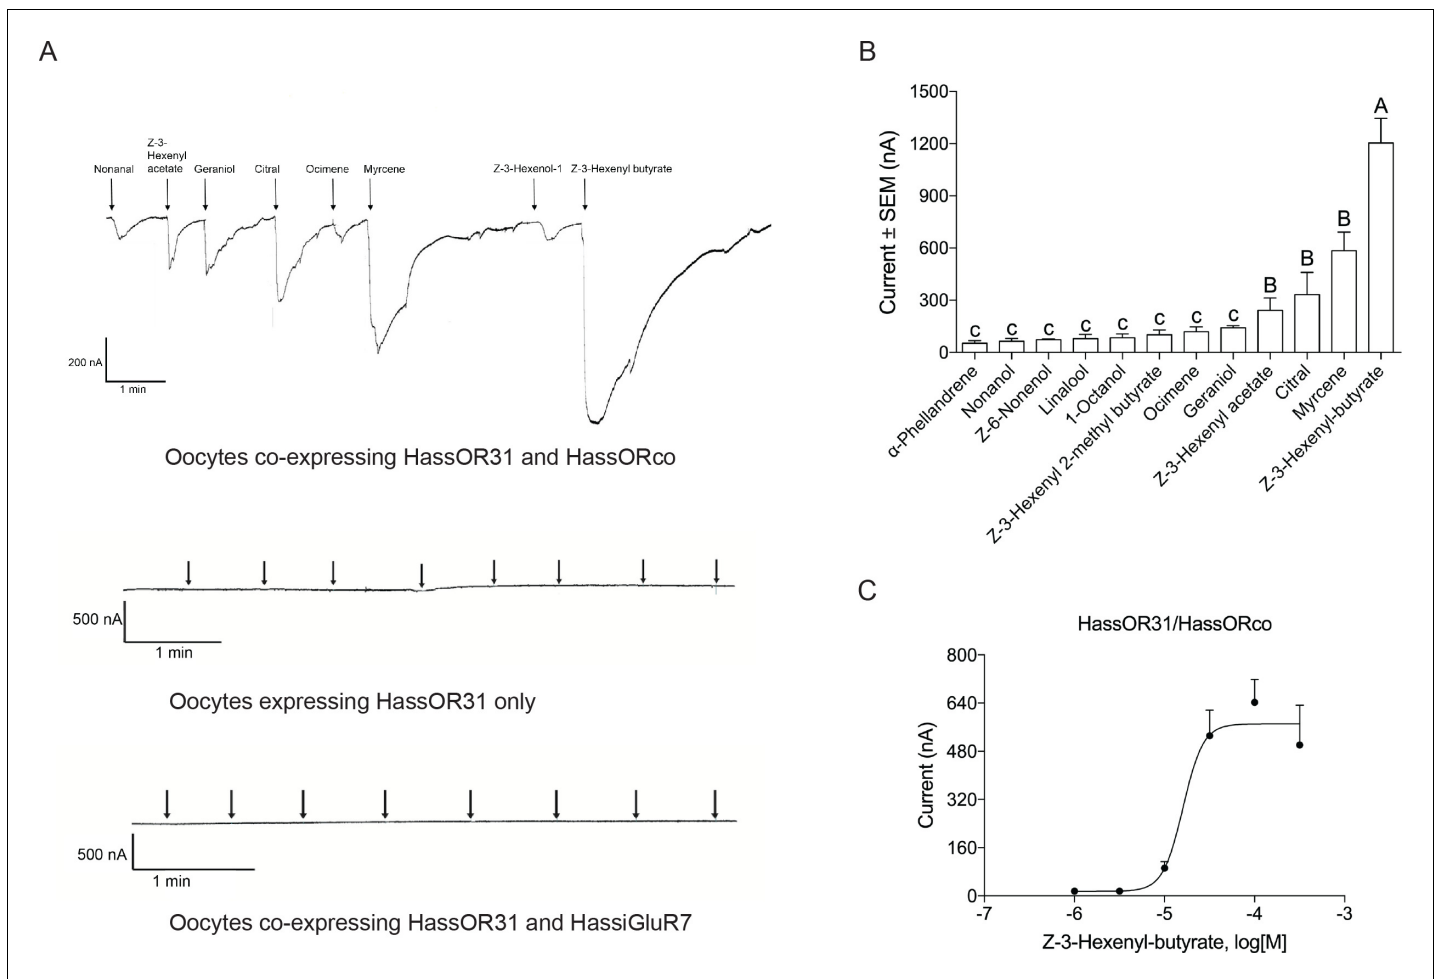 A
Z-3-
Hexenyl
Nonanal acetate Geraniol Citral Ocimene Myrcene Z-3-Hexenol-1 Z-3-Hexenyl butyrate
200 nA
1 min
Oocytes co-expressing HassOR31 and HassORco
500 nA
1 min
Oocytes expressing HassOR31 only
500 nA
1 min
Oocytes co-expressing HassOR31 and HassiGluR7
B
Current ± SEM (nA)
1500
1200
900
600
300
0
c c c c c c c c B B B A
α-Phellandrene
Nonanol
Z-6-Nonenol
Linalool
1-Octanol
Z-3-Hexenyl 2-methyl butyrate
Ocimene
Geraniol
Z-3-Hexenyl acetate
Citral
Myrcene
Z-3-Hexenyl-butyrate
C
HassOR31/HassORco
Current (nA)
800
640
480
320
160
0
-7 -6 -5 -4 -3
Z-3-Hexenyl-butyrate, log[M]